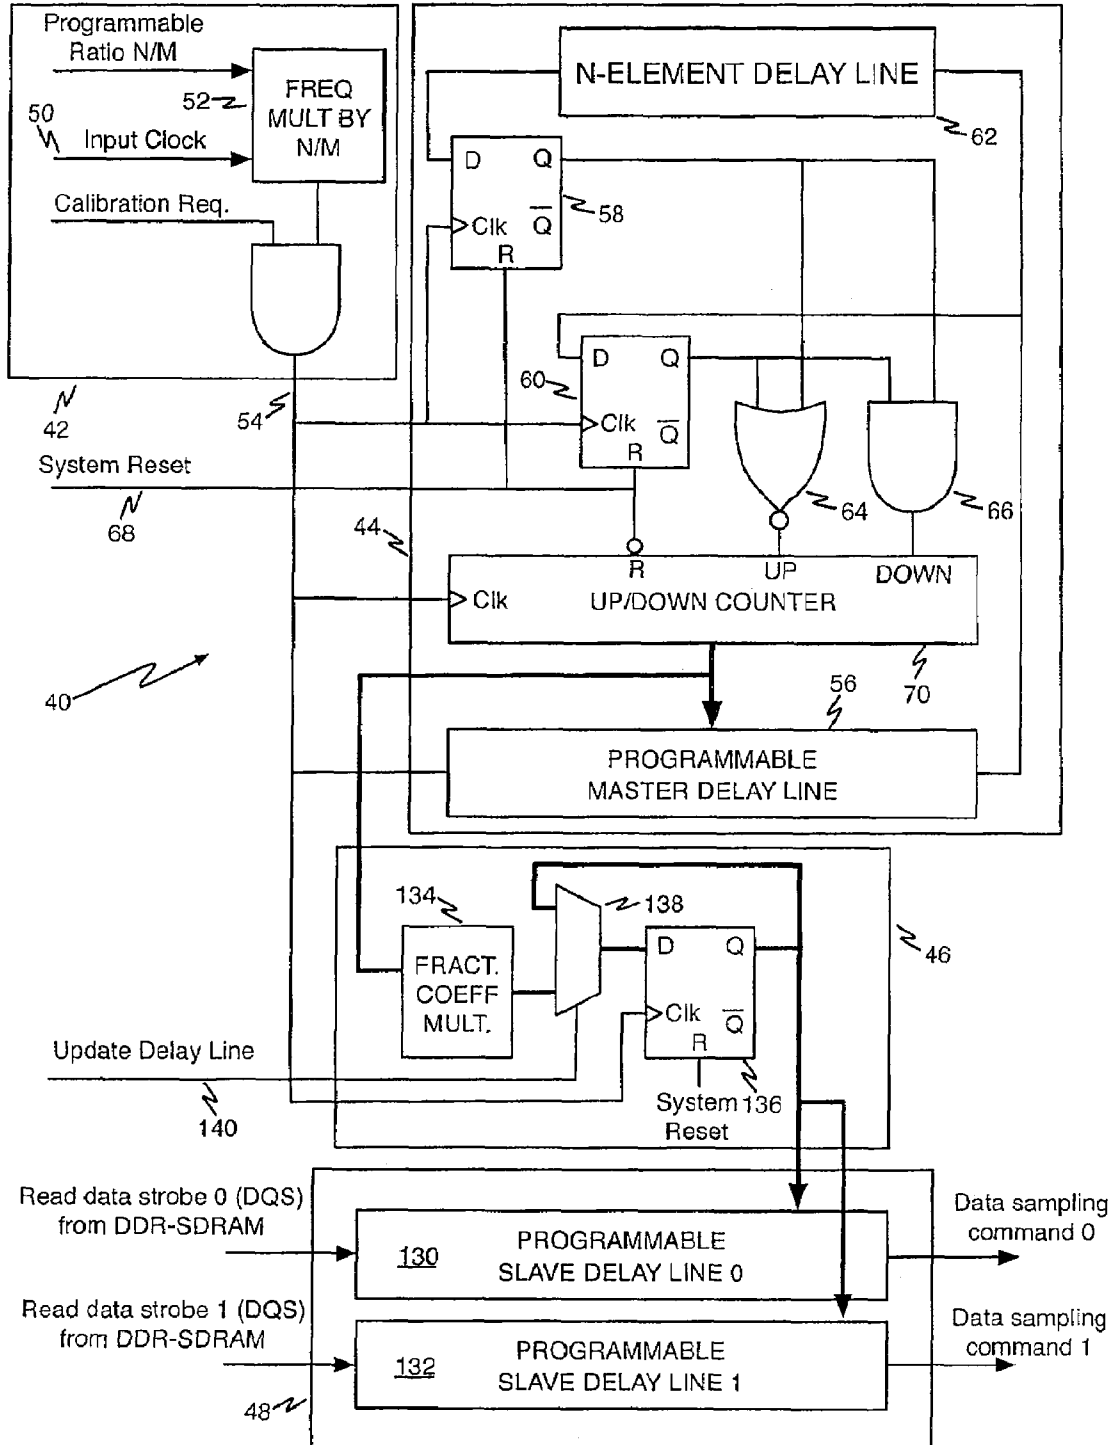 Programmable
Ratio N/M
52
FREQ
MULT BY
N/M
50
Input Clock
Calibration Req.
42
54
System Reset
68
N-ELEMENT DELAY LINE
62
D Q
Clk Q
R
58
D Q
60
Clk Q
R
64
66
44
R UP DOWN
Clk UP/DOWN COUNTER
70
40
56
PROGRAMMABLE
MASTER DELAY LINE
134
138
FRACT.
COEFF
MULT.
D Q
Clk Q
R
46
Update Delay Line
140
System 136
Reset
Read data strobe 0 (DQS)
from DDR-SDRAM
130
PROGRAMMABLE
SLAVE DELAY LINE 0
Data sampling
command 0
Read data strobe 1 (DQS)
from DDR-SDRAM
132
PROGRAMMABLE
SLAVE DELAY LINE 1
Data sampling
command 1
48